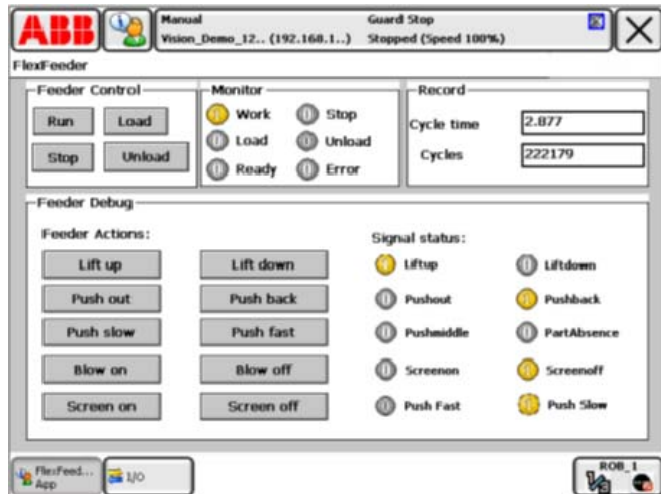 ABB
Manual
Guard Stop
Vision_Demo_12.. (192.168.1..)
Stopped (Speed 100%)
FlexFeeder
Feeder Control
Run
Load
Stop
Unload
Monitor
Work
Stop
Load
Unload
Ready
Error
Record
Cycle time
2.877
Cycles
222179
Feeder Debug
Feeder Actions:
Lift up
Lift down
Push out
Push back
Push slow
Push fast
Blow on
Blow off
Screen on
Screen off
Signal status:
Liftup
Liftdown
Pushout
Pushback
Pushmiddle
PartAbsence
Screenon
Screenoff
Push Fast
Push Slow
FlexFeed...
App
I/O
ROB_1